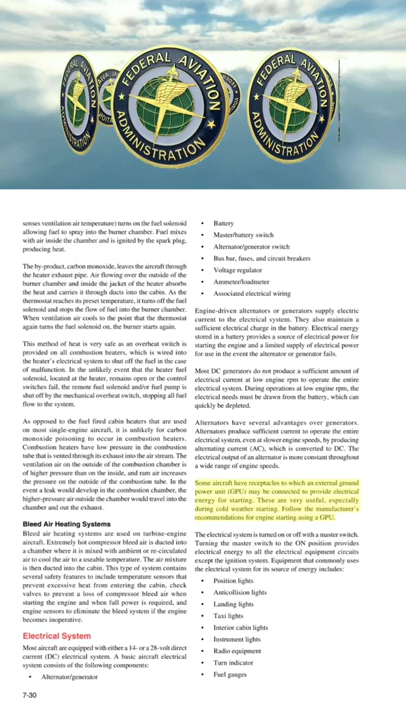 FEDERAL AVIATION
ADMINISTRATION
FEDERAL AVIATION
ADMINISTRATION
FEDERAL AVIATION
ADMINISTRATION
senses ventilation air temperature) turns on the fuel solenoid
allowing fuel to spray into the burner chamber. Fuel mixes
with air inside the chamber and is ignited by the spark plug,
producing heat.
The by-product, carbon monoxide, leaves the aircraft through
the heater exhaust pipe. Air flowing over the outside of the
burner chamber and inside the jacket of the heater absorbs
the heat and carries it through ducts into the cabin. As the
thermostat reaches its preset temperature, it turns off the fuel
solenoid and stops the flow of fuel into the burner chamber.
When ventilation air cools to the point that the thermostat
again turns the fuel solenoid on, the burner starts again.
This method of heat is very safe as an overheat switch is
provided on all combustion heaters, which is wired into
the heater's electrical system to shut off the fuel in the case
of malfunction. In the unlikely event that the heater fuel
solenoid, located at the heater, remains open or the control
switches fail, the remote fuel solenoid and/or fuel pump is
shut off by the mechanical overheat switch, stopping all fuel
flow to the system.
As opposed to the fuel fired cabin heaters that are used
on most single-engine aircraft, it is unlikely for carbon
monoxide poisoning to occur in combustion heaters.
Combustion heaters have low pressure in the combustion
tube that is vented through its exhaust into the air stream. The
ventilation air on the outside of the combustion chamber is
of higher pressure than on the inside, and ram air increases
the pressure on the outside of the combustion tube. In the
event a leak would develop in the combustion chamber, the
higher-pressure air outside the chamber would travel into the
chamber and out the exhaust.
Bleed Air Heating Systems
Bleed air heating systems are used on turbine-engine
aircraft. Extremely hot compressor bleed air is ducted into
a chamber where it is mixed with ambient or re-circulated
air to cool the air to a useable temperature. The air mixture
is then ducted into the cabin. This type of system contains
several safety features to include temperature sensors that
prevent excessive heat from entering the cabin, check
valves to prevent a loss of compressor bleed air when
starting the engine and when full power is required, and
engine sensors to eliminate the bleed system if the engine
becomes inoperative.
Electrical System
Most aircraft are equipped with either a 14- or a 28-volt direct
current (DC) electrical system. A basic aircraft electrical
system consists of the following components:
• Alternator/generator
7-30
• Battery
• Master/battery switch
• Alternator/generator switch
• Bus bar, fuses, and circuit breakers
• Voltage regulator
• Ammeter/loadmeter
• Associated electrical wiring
Engine-driven alternators or generators supply electric
current to the electrical system. They also maintain a
sufficient electrical charge in the battery. Electrical energy
stored in a battery provides a source of electrical power for
starting the engine and a limited supply of electrical power
for use in the event the alternator or generator fails.
Most DC generators do not produce a sufficient amount of
electrical current at low engine rpm to operate the entire
electrical system. During operations at low engine rpm, the
electrical needs must be drawn from the battery, which can
quickly be depleted.
Alternators have several advantages over generators.
Alternators produce sufficient current to operate the entire
electrical system, even at slower engine speeds, by producing
alternating current (AC), which is converted to DC. The
electrical output of an alternator is more constant throughout
a wide range of engine speeds.
Some aircraft have receptacles to which an external ground
power unit (GPU) may be connected to provide electrical
energy for starting. These are very useful, especially
during cold weather starting. Follow the manufacturer's
recommendations for engine starting using a GPU.
The electrical system is turned on or off with a master switch.
Turning the master switch to the ON position provides
electrical energy to all the electrical equipment circuits
except the ignition system. Equipment that commonly uses
the electrical system for its source of energy includes:
• Position lights
• Anticollision lights
• Landing lights
• Taxi lights
• Interior cabin lights
• Instrument lights
• Radio equipment
• Turn indicator
• Fuel gauges